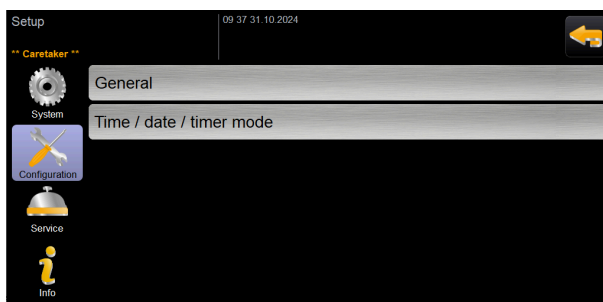 Setup
09 37 31.10.2024
** Caretaker **
General
System
Time / date / timer mode
Configuration
Service
Info